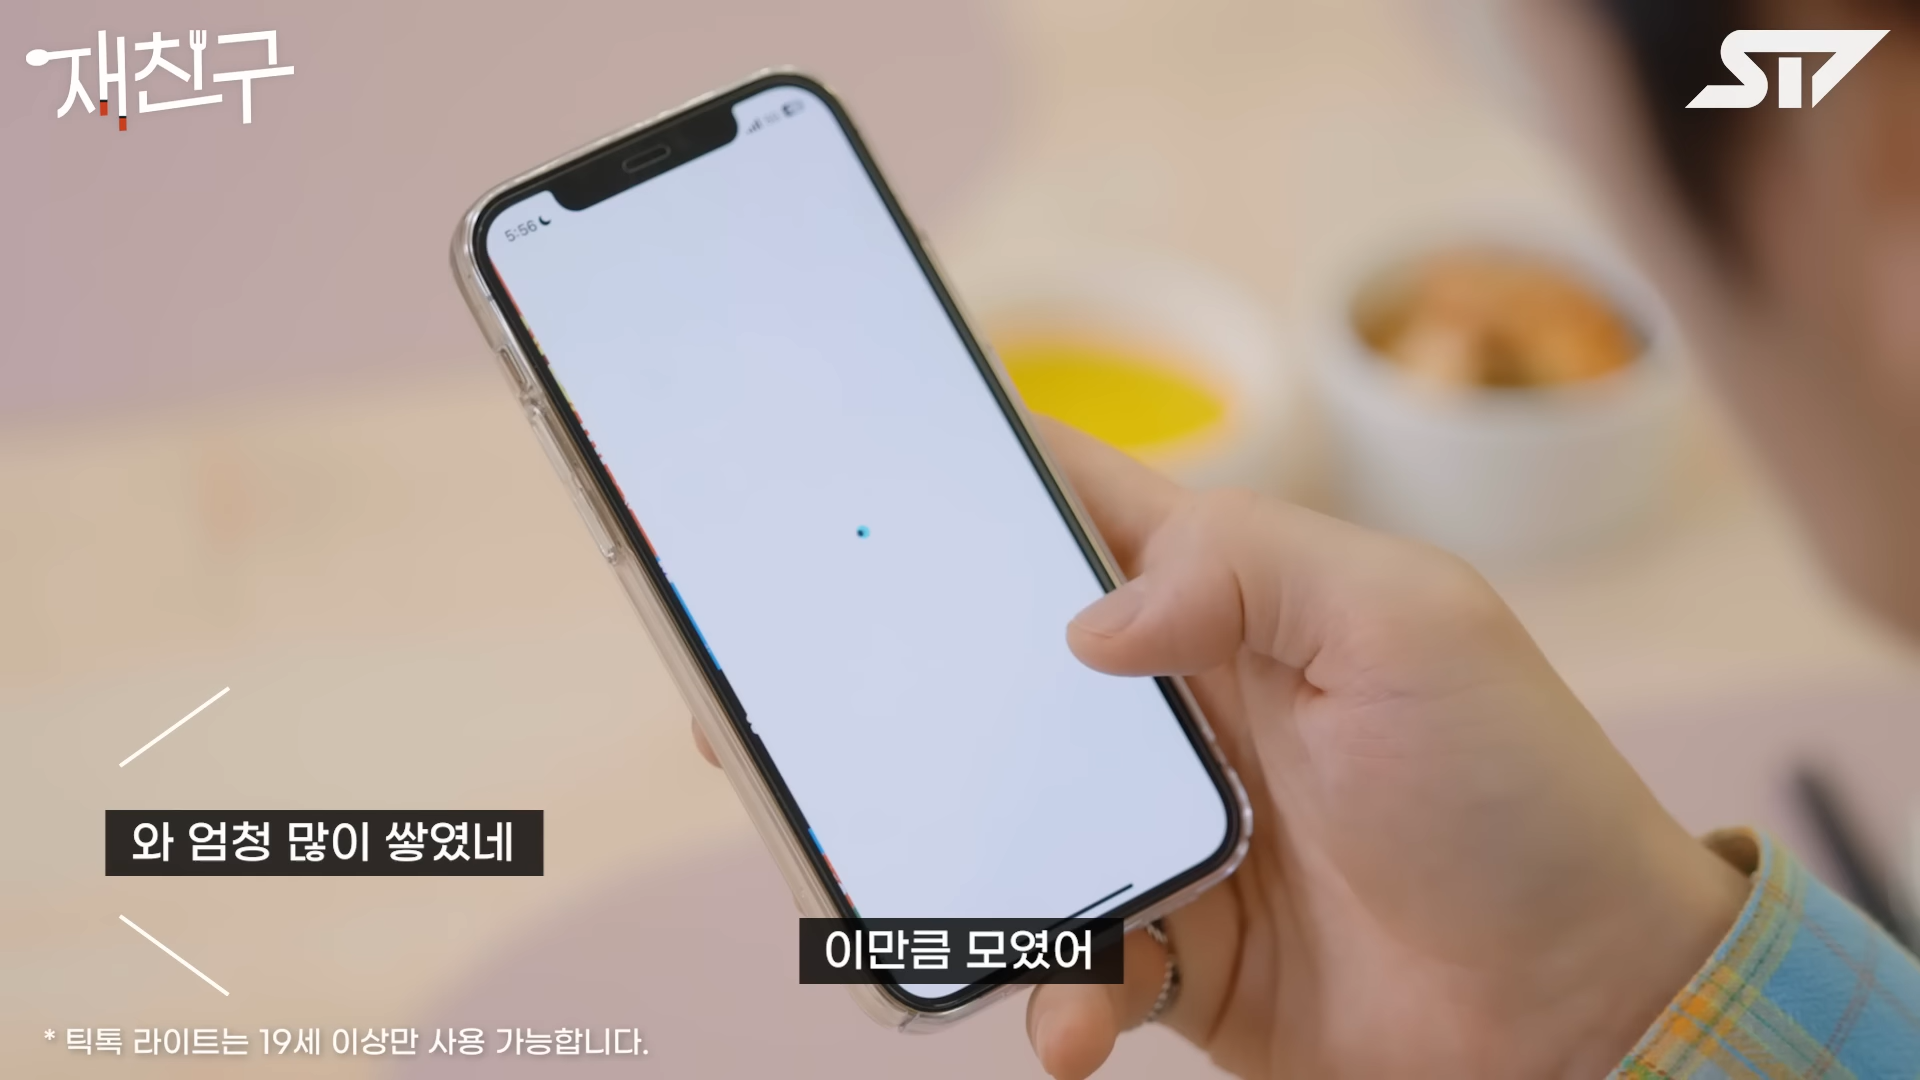 재친구
STUDIO
5:56
와 엄청 많이 쌓였네
이만큼 모였어
* 틱톡 라이트는 19세 이상만 사용 가능합니다.